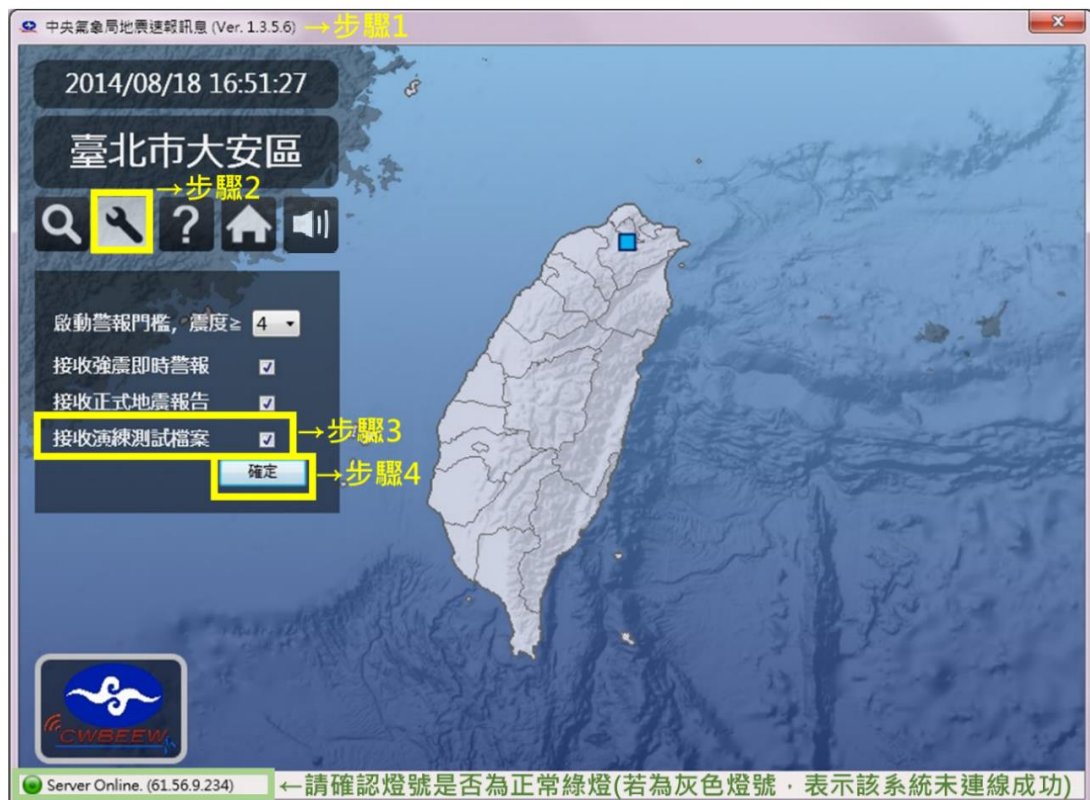 中央氣象局地震速報訊息 (Ver. 1.3.5.6) →步驟1
2014/08/18 16:51:27
臺北市大安區
→步驟2
?
啟動警報門檻，震度≧ 4
接收強震即時警報
接收正式地震報告
接收演練測試檔案 →步驟3
確定 →步驟4
CWBEEW
Server Online. (61.56.9.234) ←請確認燈號是否為正常綠燈(若為灰色燈號，表示該系統未連線成功)